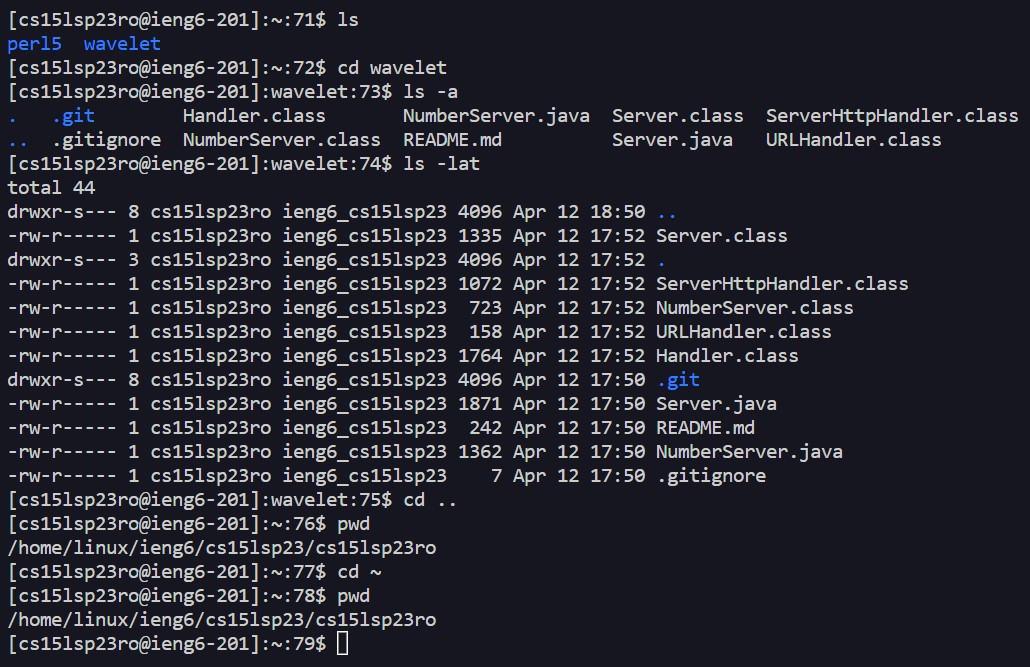 [cs15lsp23ro@ieng6-201]:~:71$ ls
perl5  wavelet
[cs15lsp23ro@ieng6-201]:~:72$ cd wavelet
[cs15lsp23ro@ieng6-201]:wavelet:73$ ls -a
.   .git        Handler.class       NumberServer.java  Server.class  ServerHttpHandler.class
..  .gitignore  NumberServer.class  README.md          Server.java   URLHandler.class
[cs15lsp23ro@ieng6-201]:wavelet:74$ ls -lat
total 44
drwxr-s--- 8 cs15lsp23ro ieng6_cs15lsp23 4096 Apr 12 18:50 ..
-rw-r----- 1 cs15lsp23ro ieng6_cs15lsp23 1335 Apr 12 17:52 Server.class
drwxr-s--- 3 cs15lsp23ro ieng6_cs15lsp23 4096 Apr 12 17:52 .
-rw-r----- 1 cs15lsp23ro ieng6_cs15lsp23 1072 Apr 12 17:52 ServerHttpHandler.class
-rw-r----- 1 cs15lsp23ro ieng6_cs15lsp23  723 Apr 12 17:52 NumberServer.class
-rw-r----- 1 cs15lsp23ro ieng6_cs15lsp23  158 Apr 12 17:52 URLHandler.class
-rw-r----- 1 cs15lsp23ro ieng6_cs15lsp23 1764 Apr 12 17:52 Handler.class
drwxr-s--- 8 cs15lsp23ro ieng6_cs15lsp23 4096 Apr 12 17:50 .git
-rw-r----- 1 cs15lsp23ro ieng6_cs15lsp23 1871 Apr 12 17:50 Server.java
-rw-r----- 1 cs15lsp23ro ieng6_cs15lsp23  242 Apr 12 17:50 README.md
-rw-r----- 1 cs15lsp23ro ieng6_cs15lsp23 1362 Apr 12 17:50 NumberServer.java
-rw-r----- 1 cs15lsp23ro ieng6_cs15lsp23    7 Apr 12 17:50 .gitignore
[cs15lsp23ro@ieng6-201]:wavelet:75$ cd ..
[cs15lsp23ro@ieng6-201]:~:76$ pwd
/home/linux/ieng6/cs15lsp23/cs15lsp23ro
[cs15lsp23ro@ieng6-201]:~:77$ cd ~
[cs15lsp23ro@ieng6-201]:~:78$ pwd
/home/linux/ieng6/cs15lsp23/cs15lsp23ro
[cs15lsp23ro@ieng6-201]:~:79$